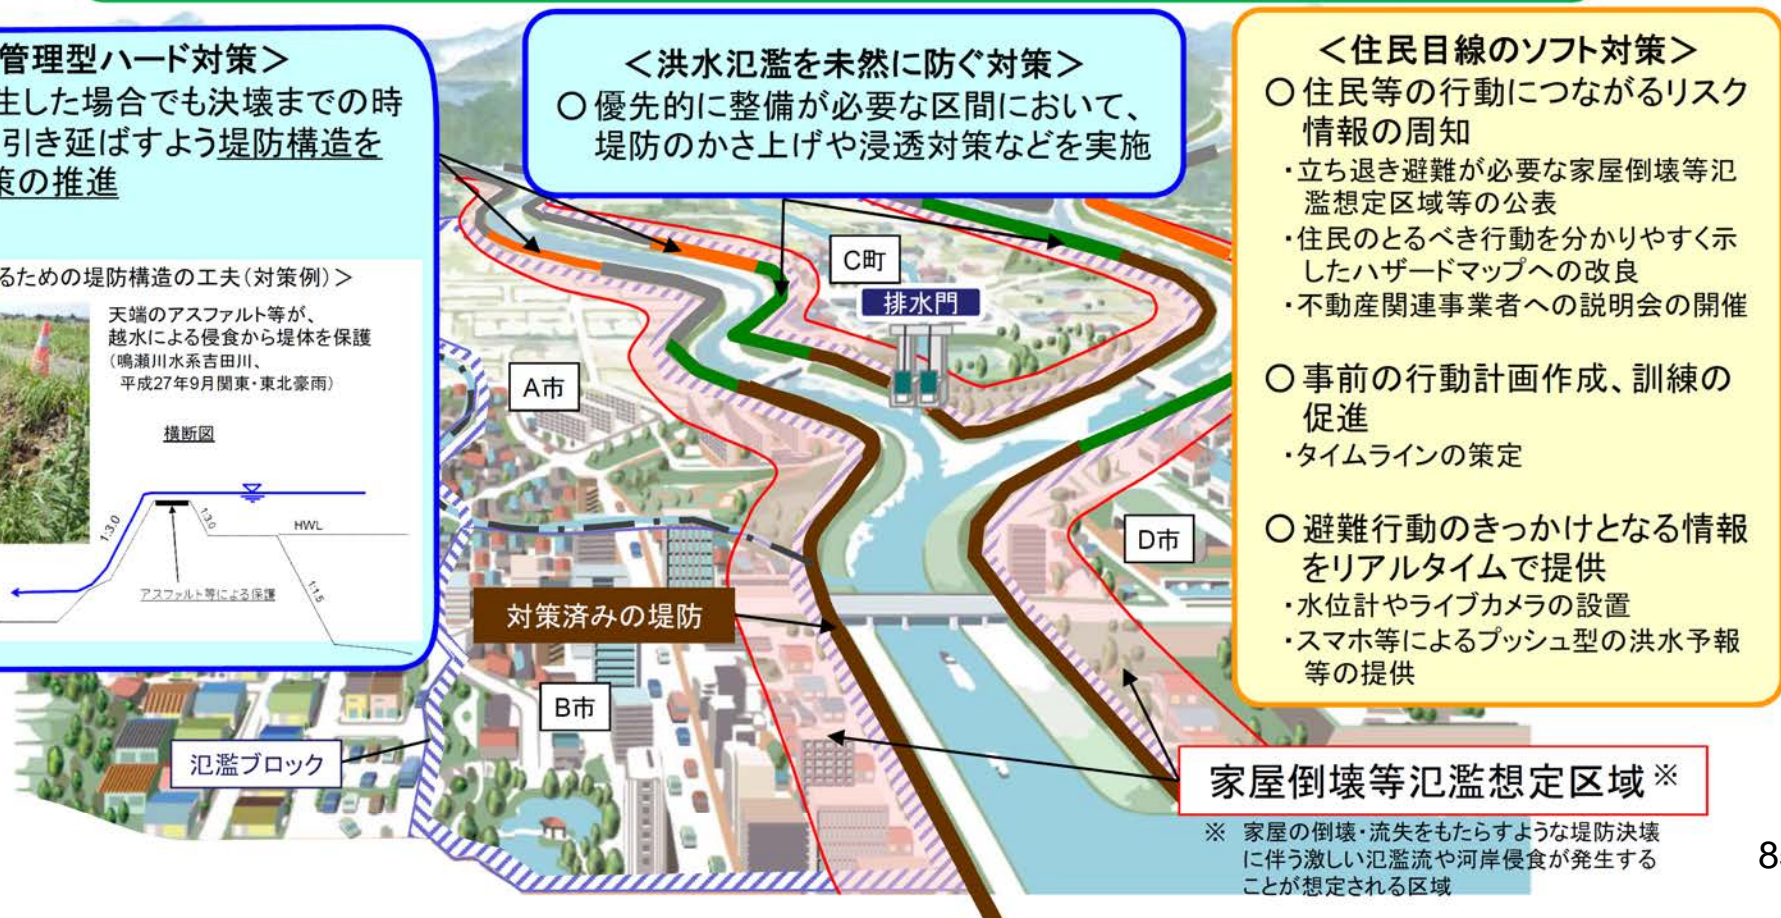 管理型ハード対策＞
生した場合でも決壊までの時
引き延ばすよう堤防構造を
策の推進
るための堤防構造の工夫（対策例）＞
天端のアスファルト等が、
越水による侵食から堤体を保護
（鳴瀬川水系吉田川、
平成27年9月関東・東北豪雨）
横断図
1:3.0
1:3.0
HWL
1:1.5
アスファルト等による保護
＜洪水氾濫を未然に防ぐ対策＞
○優先的に整備が必要な区間において、
堤防のかさ上げや浸透対策などを実施
C町
排水門
A市
D市
対策済みの堤防
B市
氾濫ブロック
＜住民目線のソフト対策＞
○住民等の行動につながるリスク
情報の周知
・立ち退き避難が必要な家屋倒壊等氾
濫想定区域等の公表
・住民のとるべき行動を分かりやすく示
したハザードマップへの改良
・不動産関連事業者への説明会の開催
○事前の行動計画作成、訓練の
促進
・タイムラインの策定
○避難行動のきっかけとなる情報
をリアルタイムで提供
・水位計やライブカメラの設置
・スマホ等によるプッシュ型の洪水予報
等の提供
家屋倒壊等氾濫想定区域※
※ 家屋の倒壊・流失をもたらすような堤防決壊
に伴う激しい氾濫流や河岸侵食が発生する
ことが想定される区域